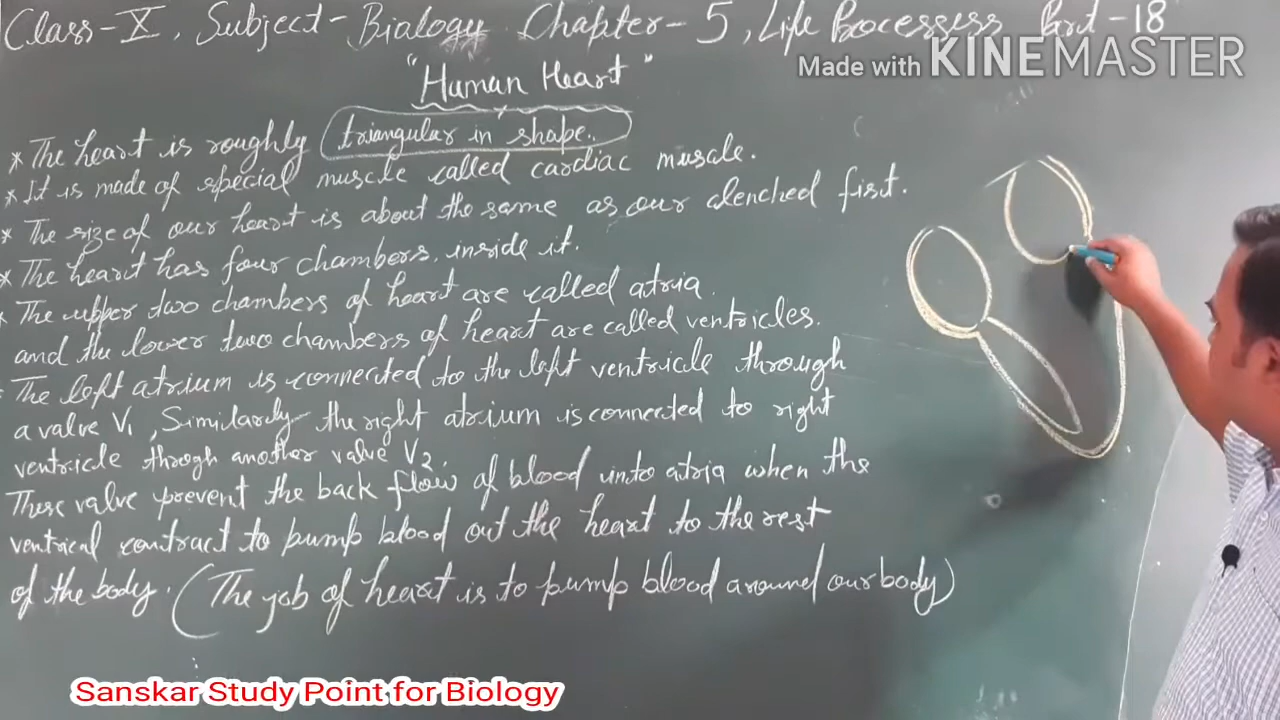 Class-X, Subject-Biology Chapter-5, Life Processess Part-18
Made with KINEMASTER
"Human Heart"
* The heart is roughly triangular in shape.
* It is made of special muscle called cardiac muscle.
* The size of our heart is about the same as our clenched first.
* The heart has four chambers inside it.
* The upper two chambers of heart are called atria.
and the lower two chambers of heart are called ventricles.
* The left atrium is connected to the left ventricle through
a valve V1, Similarly the right atrium is connected to right
ventricle through another valve V2.
These valve prevent the back flow of blood into atria when the
ventrical contract to pump blood out the heart to the rest
of the body. (The job of heart is to pump blood around our body)
Sanskar Study Point for Biology